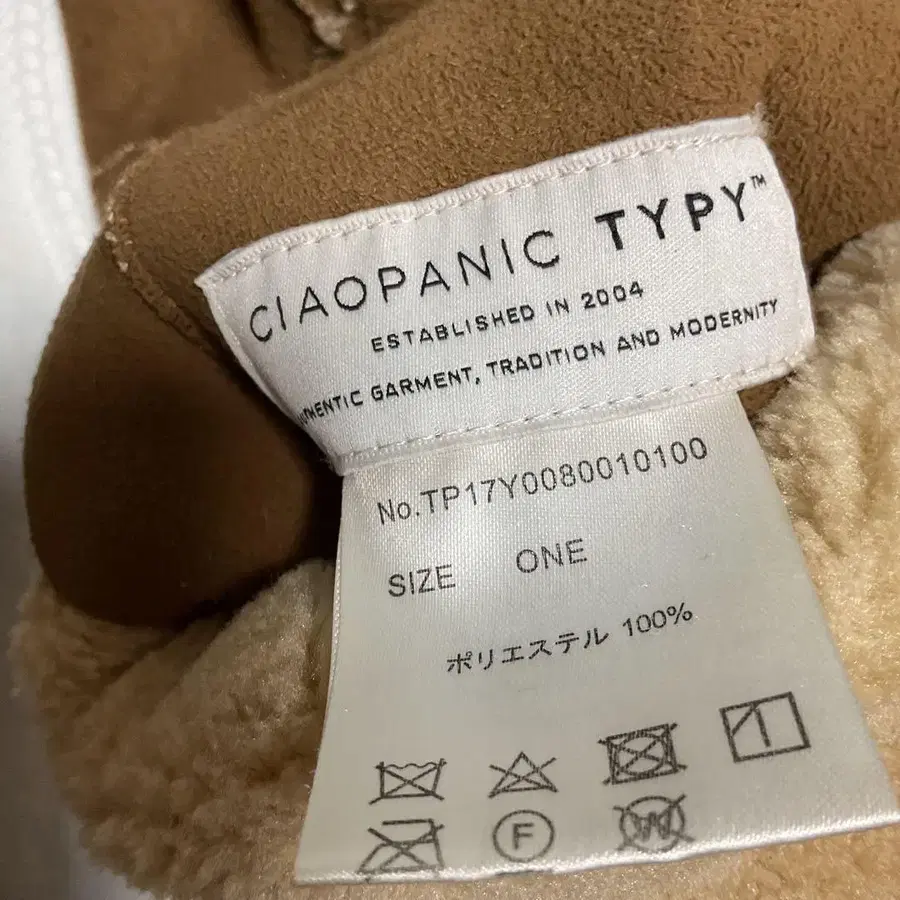 CIAOPANIC TYPY™
ESTABLISHED IN 2004
GARMENT, TRADITION AND MODERNITY
No.TP17Y0080010100
SIZE ONE
ポリエステル 100%
F W